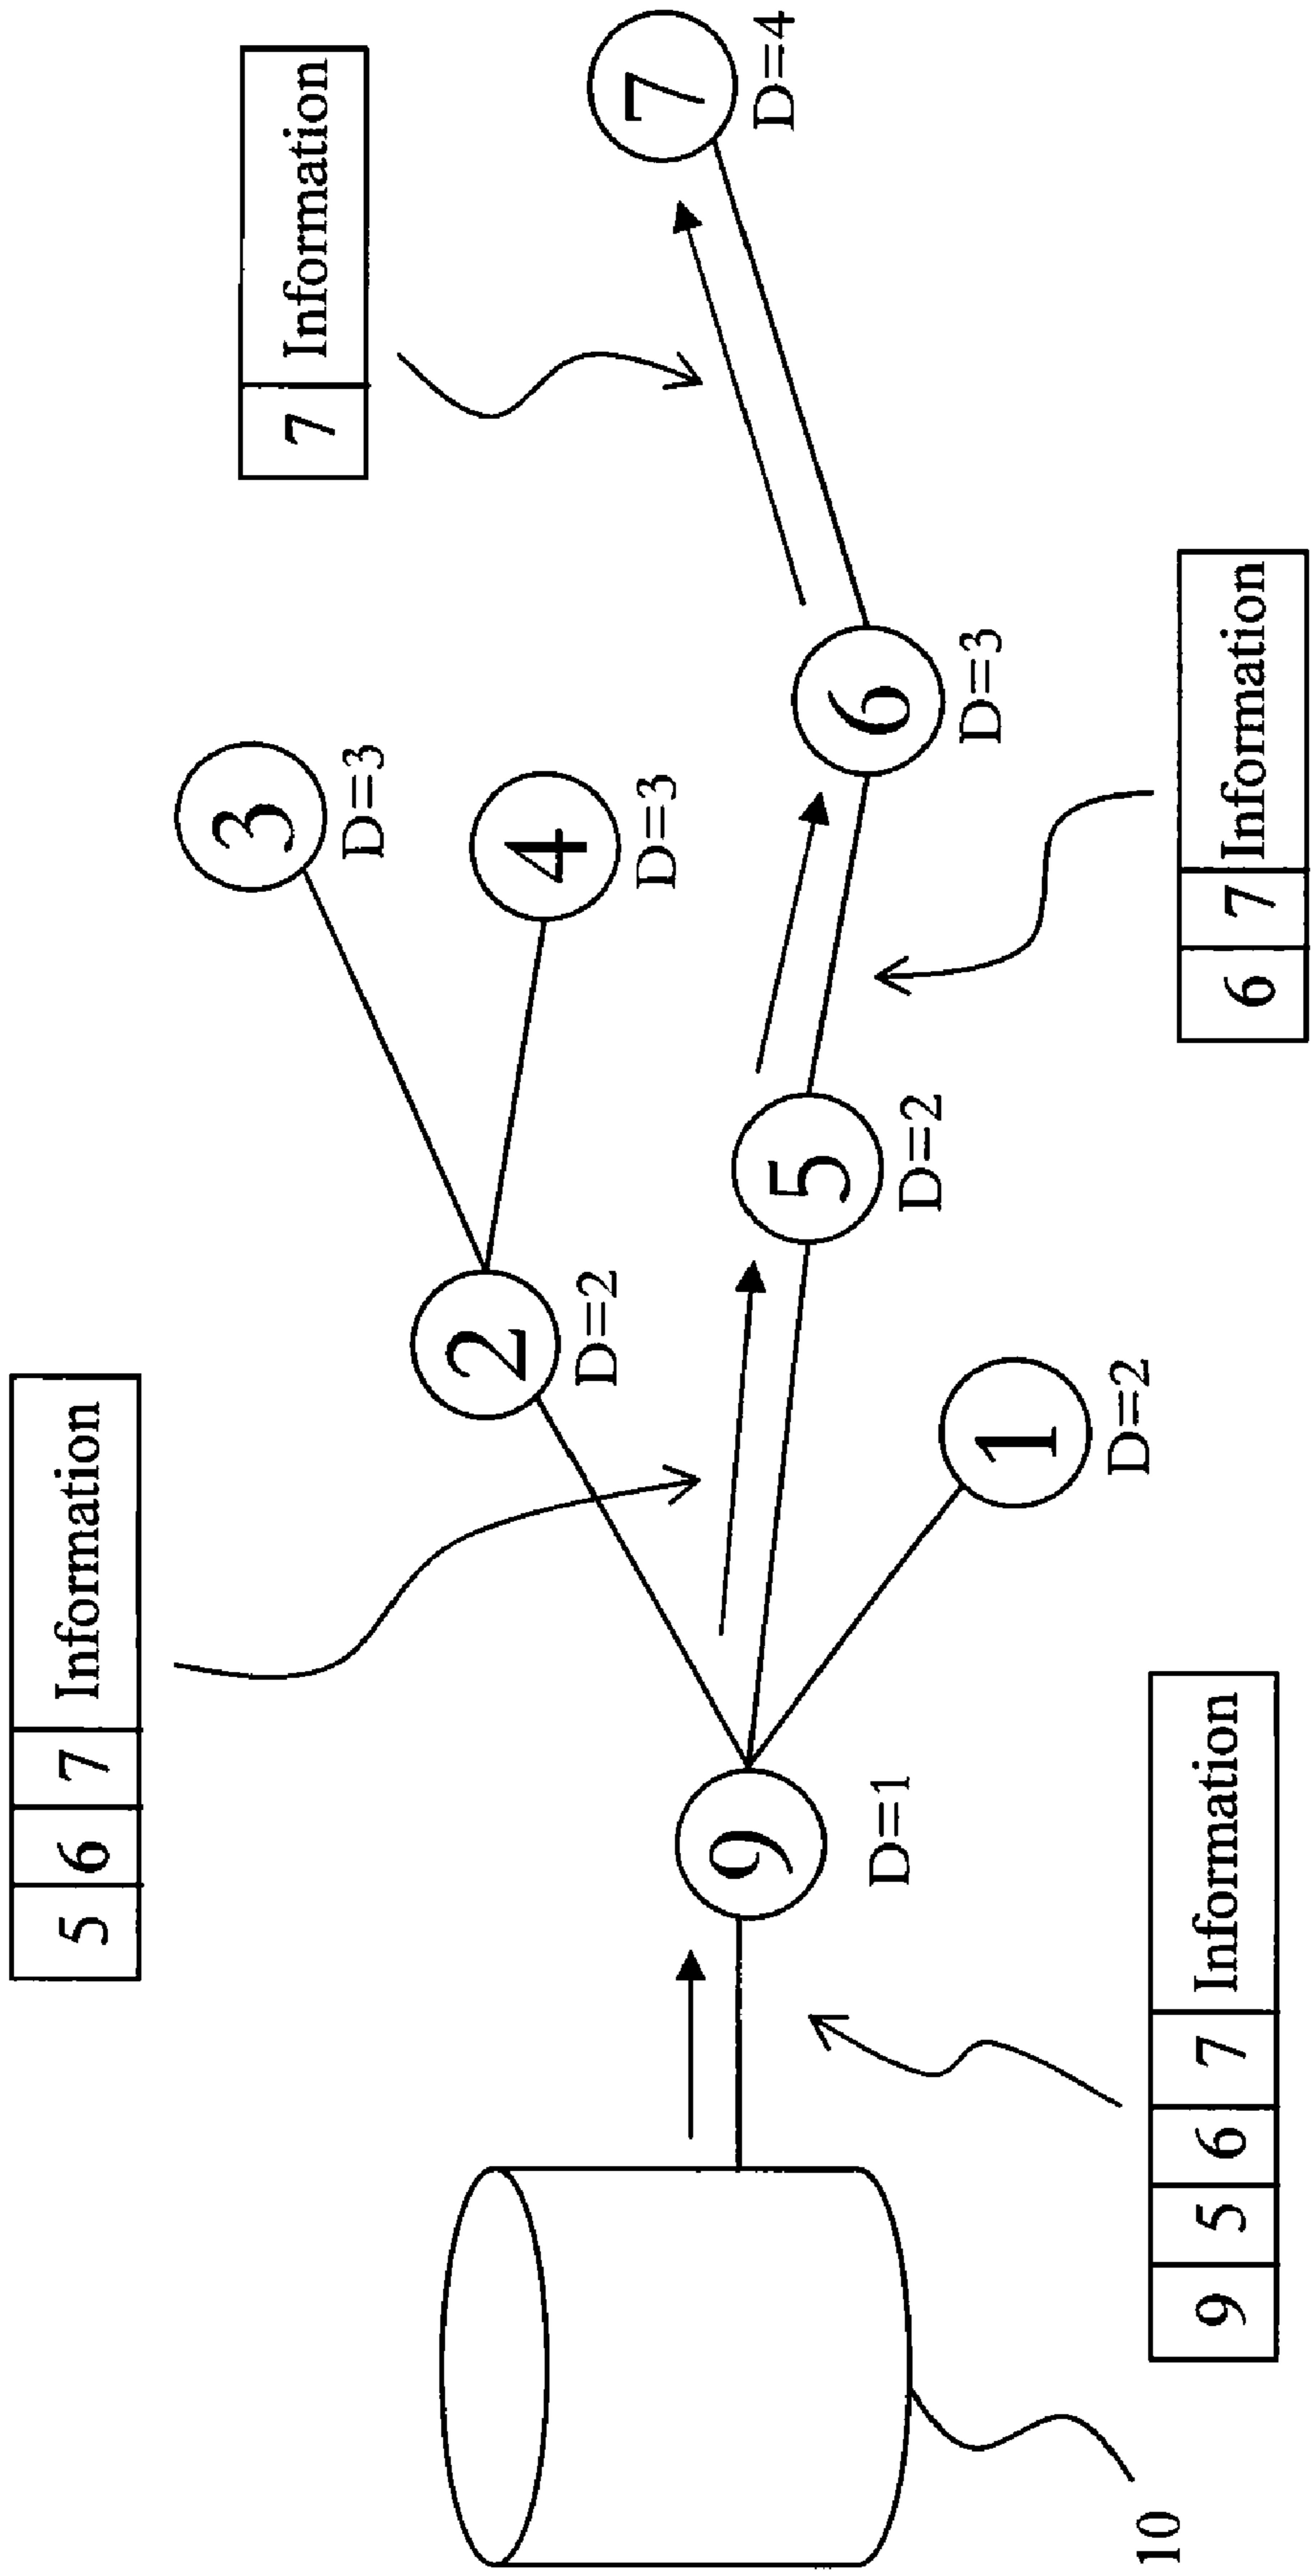 5 6 7 Information
7 Information
3
D=3
2
D=2
4
D=3
7
D=4
9
D=1
5
D=2
6
D=3
1
D=2
10
9 5 6 7 Information
6 7 Information